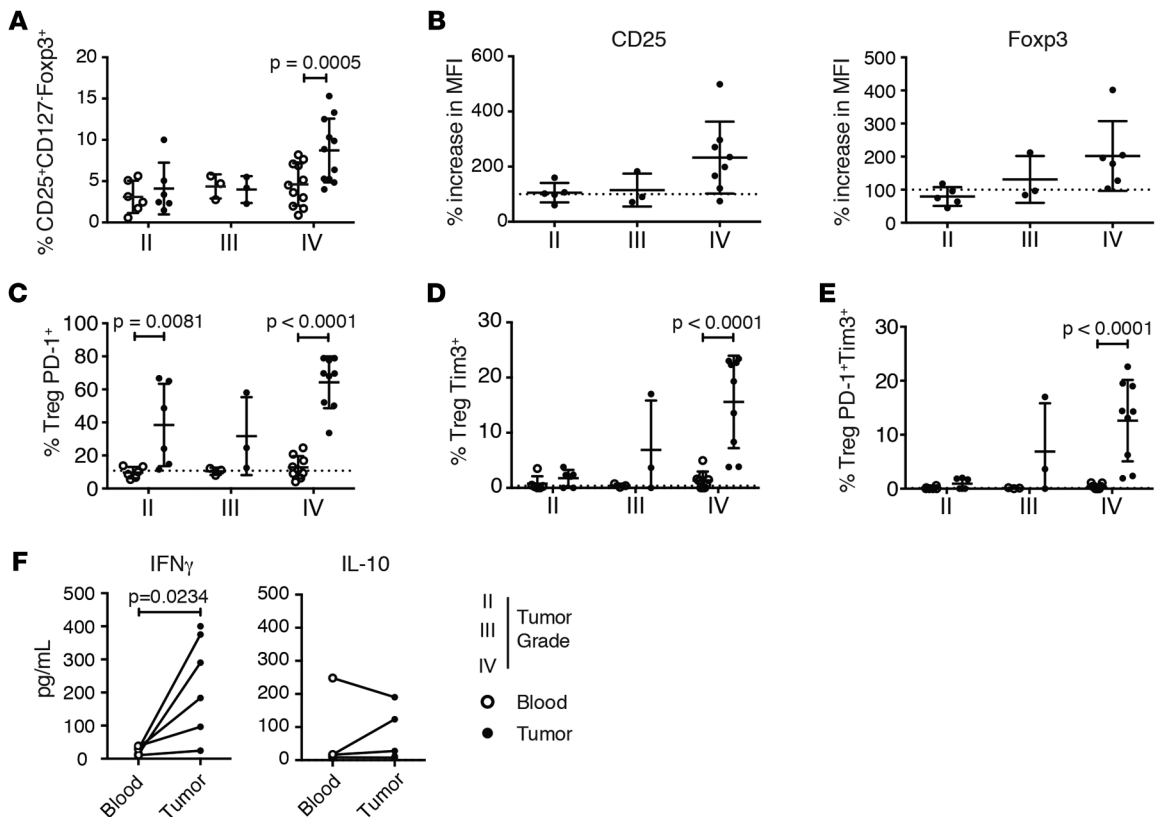 A
% CD25⁺CD127⁻Foxp3⁺
20
15
10
5
0
p = 0.0005
II III IV
B
CD25
% increase in MFI
600
400
200
0
II III IV
Foxp3
% increase in MFI
500
400
300
200
100
0
II III IV
C
% Treg PD-1⁺
100
80
60
40
20
0
p = 0.0081
p < 0.0001
II III IV
D
% Treg Tim3⁺
30
20
10
0
p < 0.0001
II III IV
E
% Treg PD-1⁺Tim3⁺
30
20
10
0
p < 0.0001
II III IV
F
IFNγ
pg/mL
500
400
300
200
100
0
p=0.0234
Blood Tumor
IL-10
500
400
300
200
100
0
Blood Tumor
II
III
IV
Tumor
Grade
Blood
Tumor